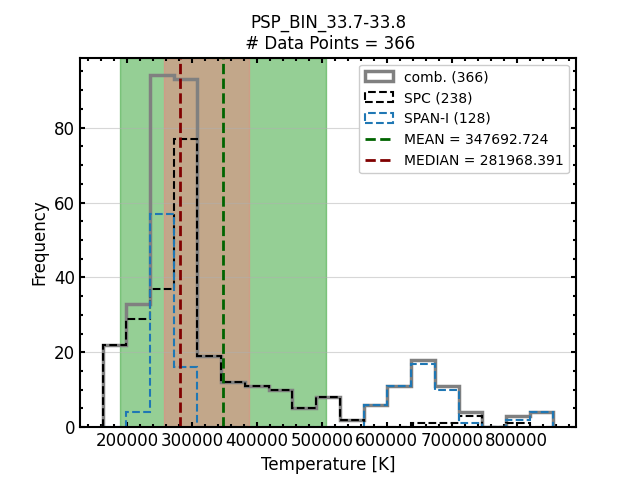 PSP_BIN_33.7-33.8
# Data Points = 366
comb. (366)
SPC (238)
SPAN-I (128)
MEAN = 347692.724
MEDIAN = 281968.391
Frequency
80
60
40
20
0
200000 300000 400000 500000 600000 700000 800000
Temperature [K]